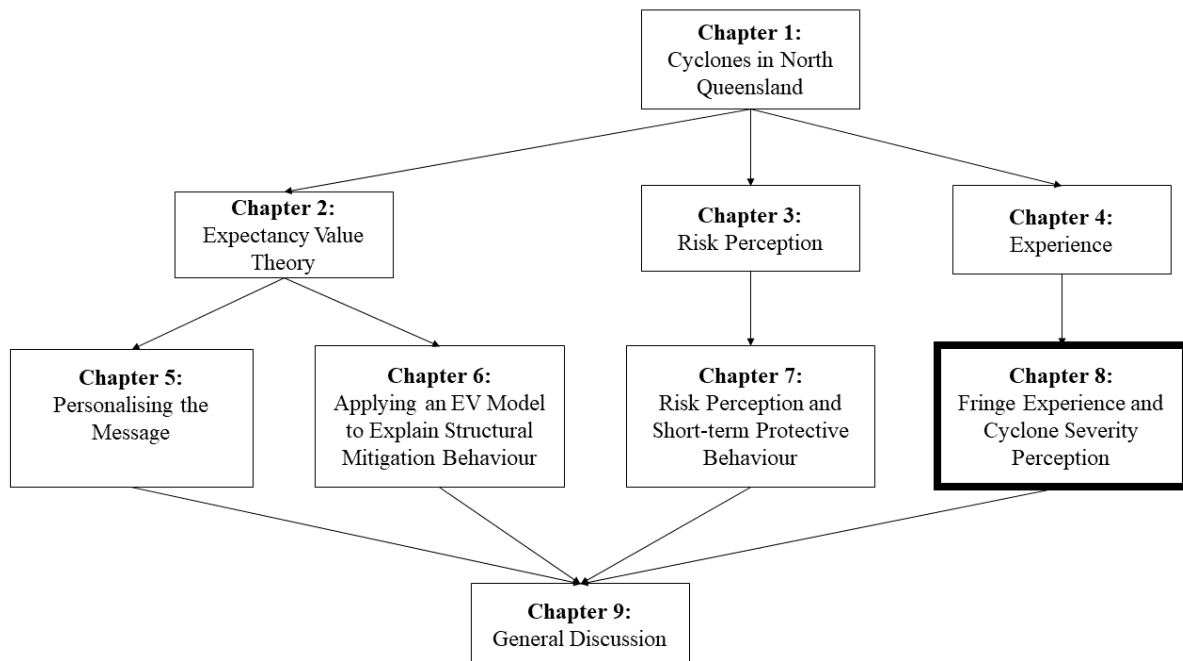 Chapter 1:
Cyclones in North
Queensland
Chapter 2:
Expectancy Value
Theory
Chapter 3:
Risk Perception
Chapter 4:
Experience
Chapter 5:
Personalising the
Message
Chapter 6:
Applying an EV Model
to Explain Structural
Mitigation Behaviour
Chapter 7:
Risk Perception and
Short-term Protective
Behaviour
Chapter 8:
Fringe Experience and
Cyclone Severity
Perception
Chapter 9:
General Discussion